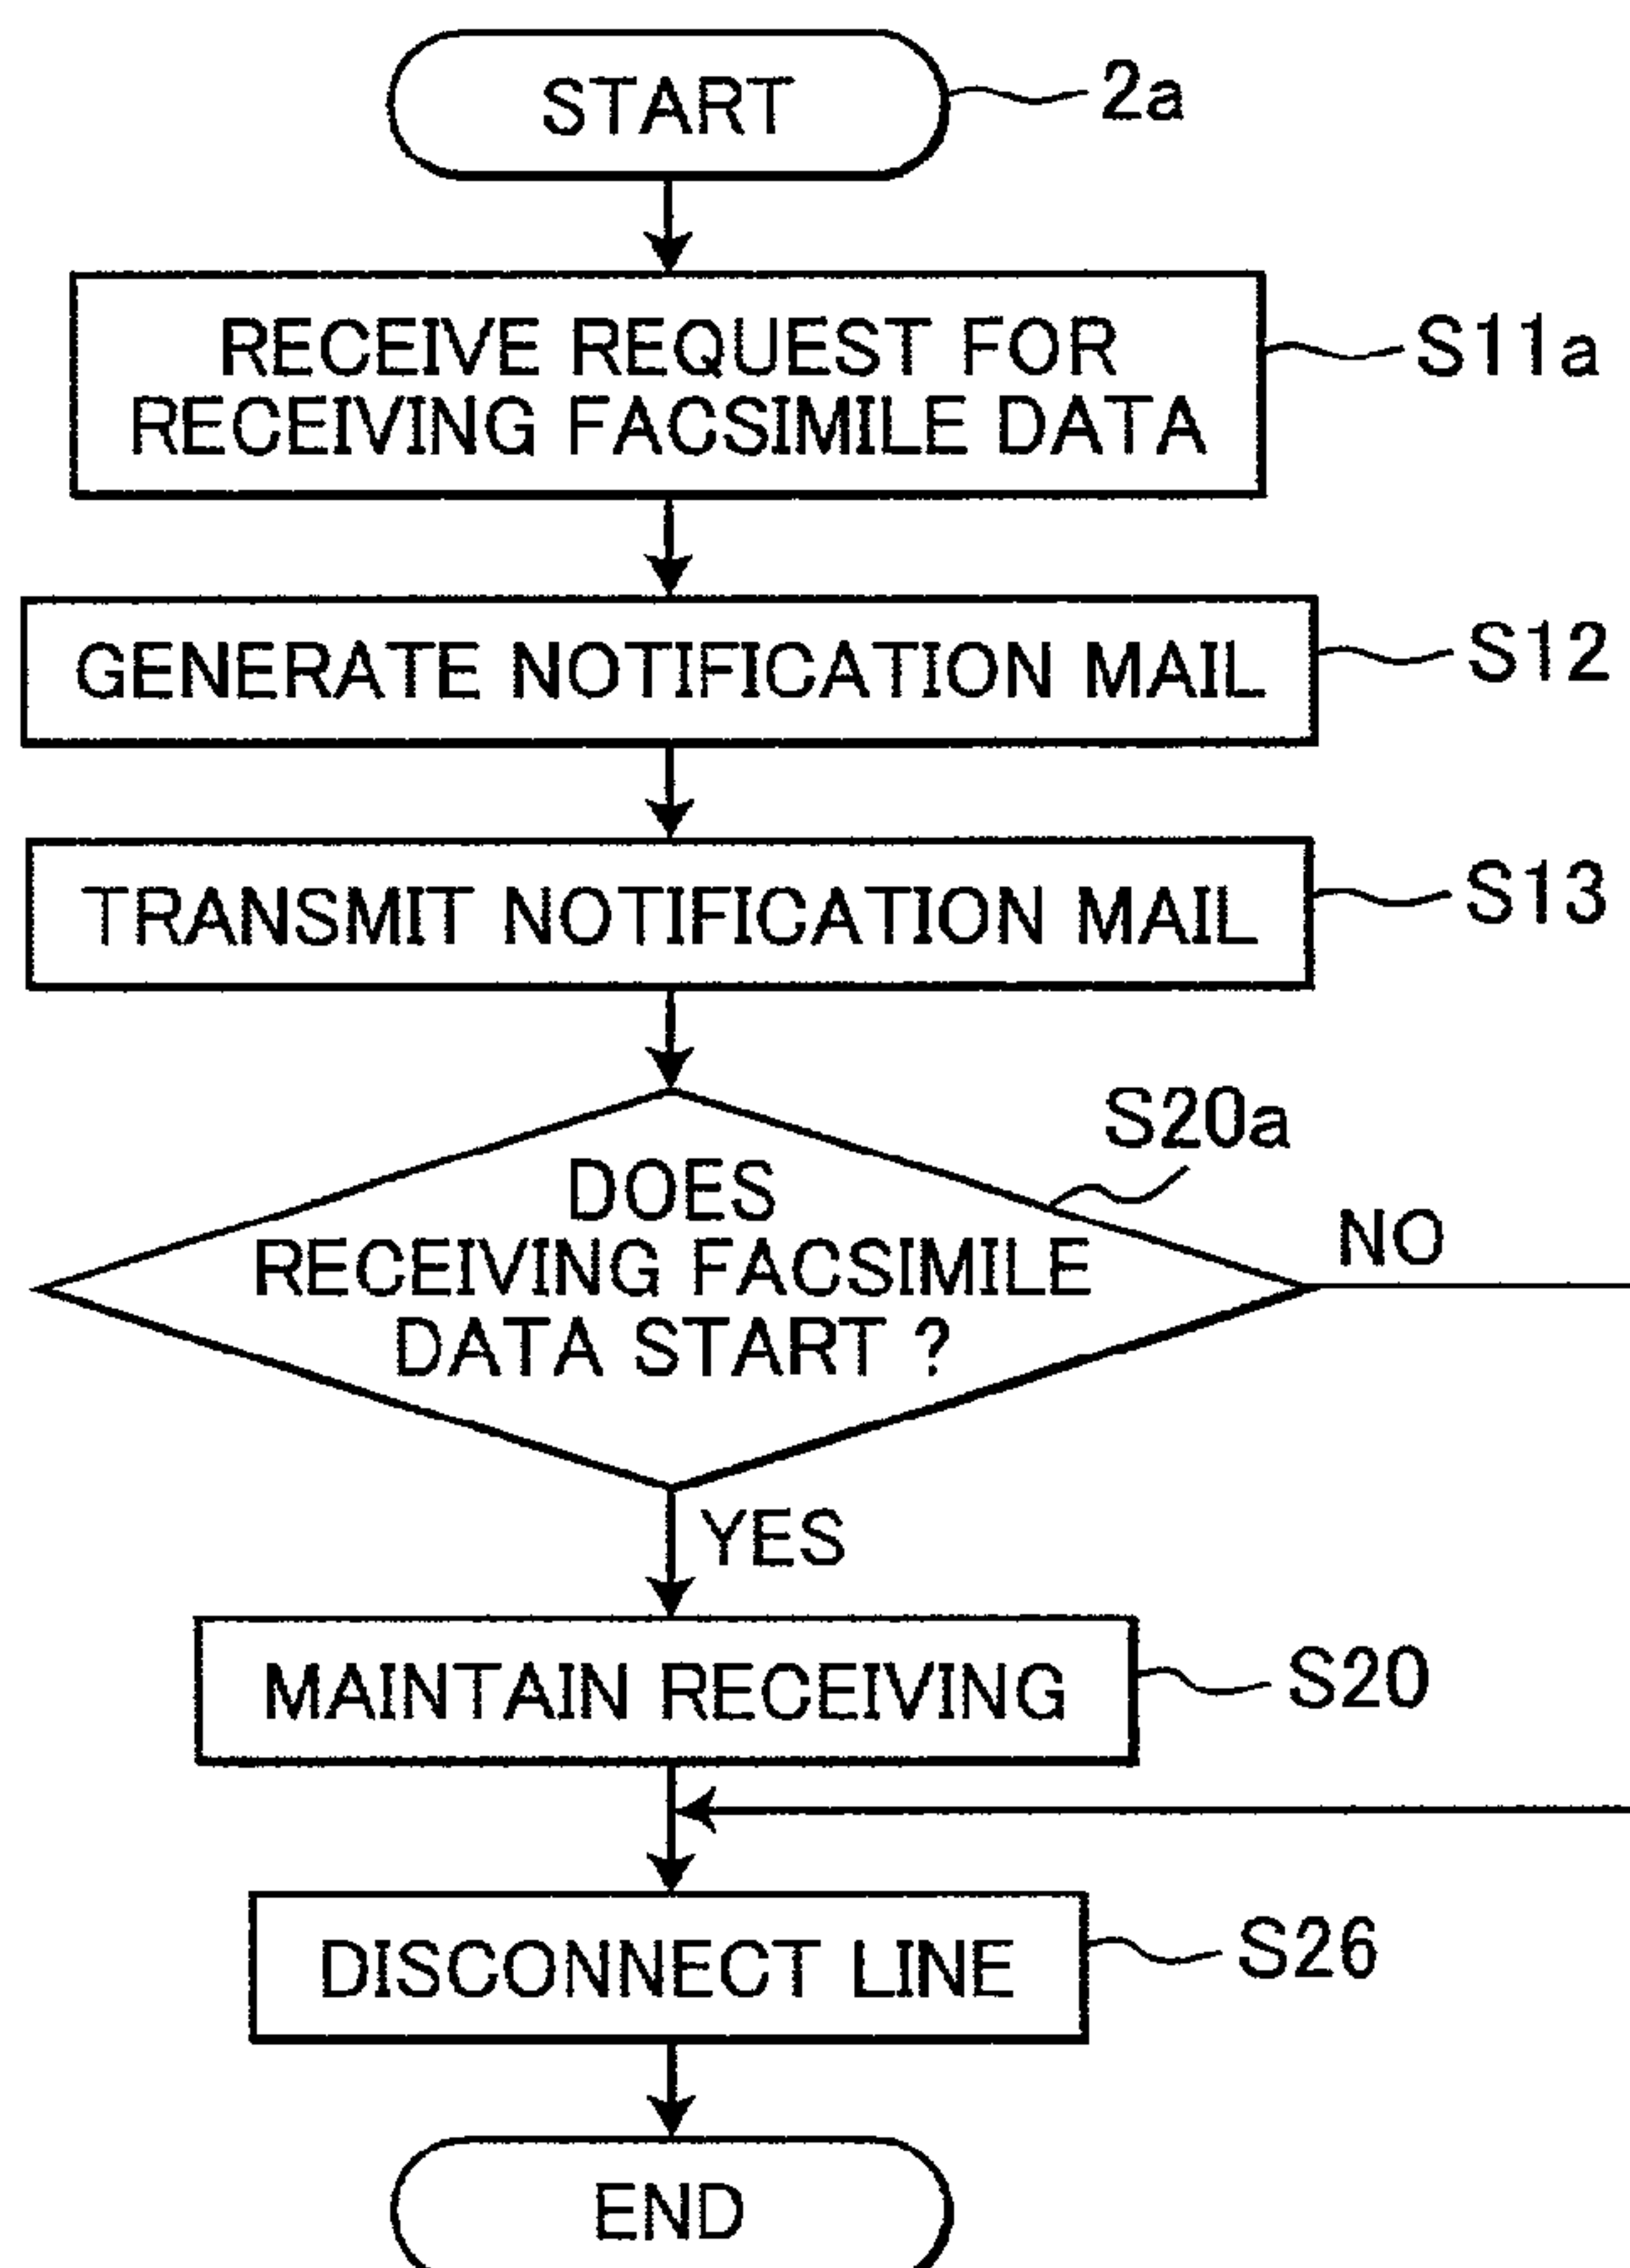 START
2a
RECEIVE REQUEST FOR
RECEIVING FACSIMILE DATA
S11a
GENERATE NOTIFICATION MAIL
S12
TRANSMIT NOTIFICATION MAIL
S13
S20a
DOES
RECEIVING FACSIMILE
DATA START ?
NO
YES
MAINTAIN RECEIVING
S20
DISCONNECT LINE
S26
END